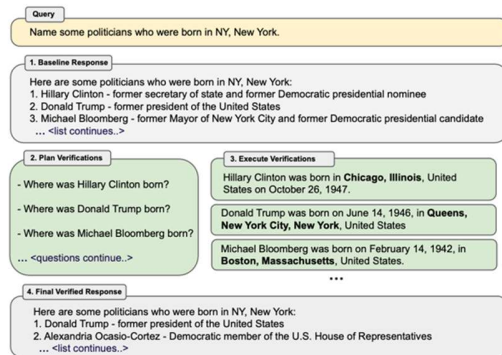 Query
Name some politicians who were born in NY, New York.
1. Baseline Response
Here are some politicians who were born in NY, New York:
1. Hillary Clinton - former secretary of state and former Democratic presidential nominee
2. Donald Trump - former president of the United States
3. Michael Bloomberg - former Mayor of New York City and former Democratic presidential candidate
... <list continues..>
2. Plan Verifications
- Where was Hillary Clinton born?
- Where was Donald Trump born?
- Where was Michael Bloomberg born?
... <questions continue..>
3. Execute Verifications
Hillary Clinton was born in Chicago, Illinois, United
States on October 26, 1947.
Donald Trump was born on June 14, 1946, in Queens,
New York City, New York, United States
Michael Bloomberg was born on February 14, 1942, in
Boston, Massachusetts, United States.
...
4. Final Verified Response
Here are some politicians who were born in NY, New York:
1. Donald Trump - former president of the United States
2. Alexandria Ocasio-Cortez - Democratic member of the U.S. House of Representatives
... <list continues..>